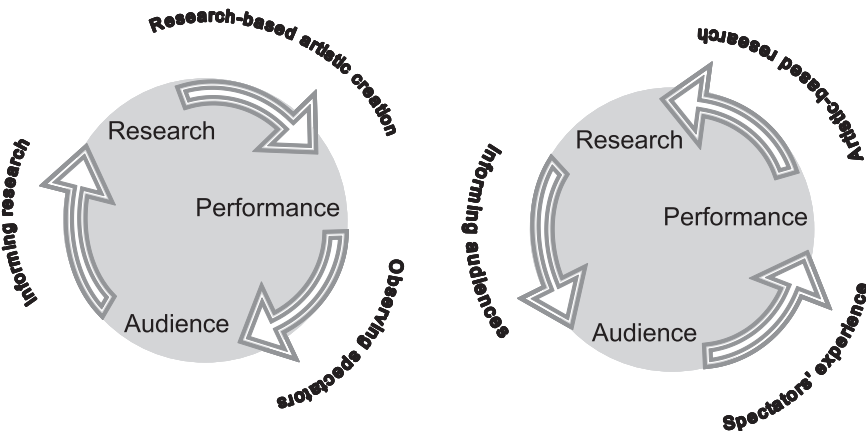 Research-based artistic creation
Research
Performance
Audience
Informing research
Observing spectators
Artistic-based research
Research
Performance
Audience
Informing audiences
Spectators' experience